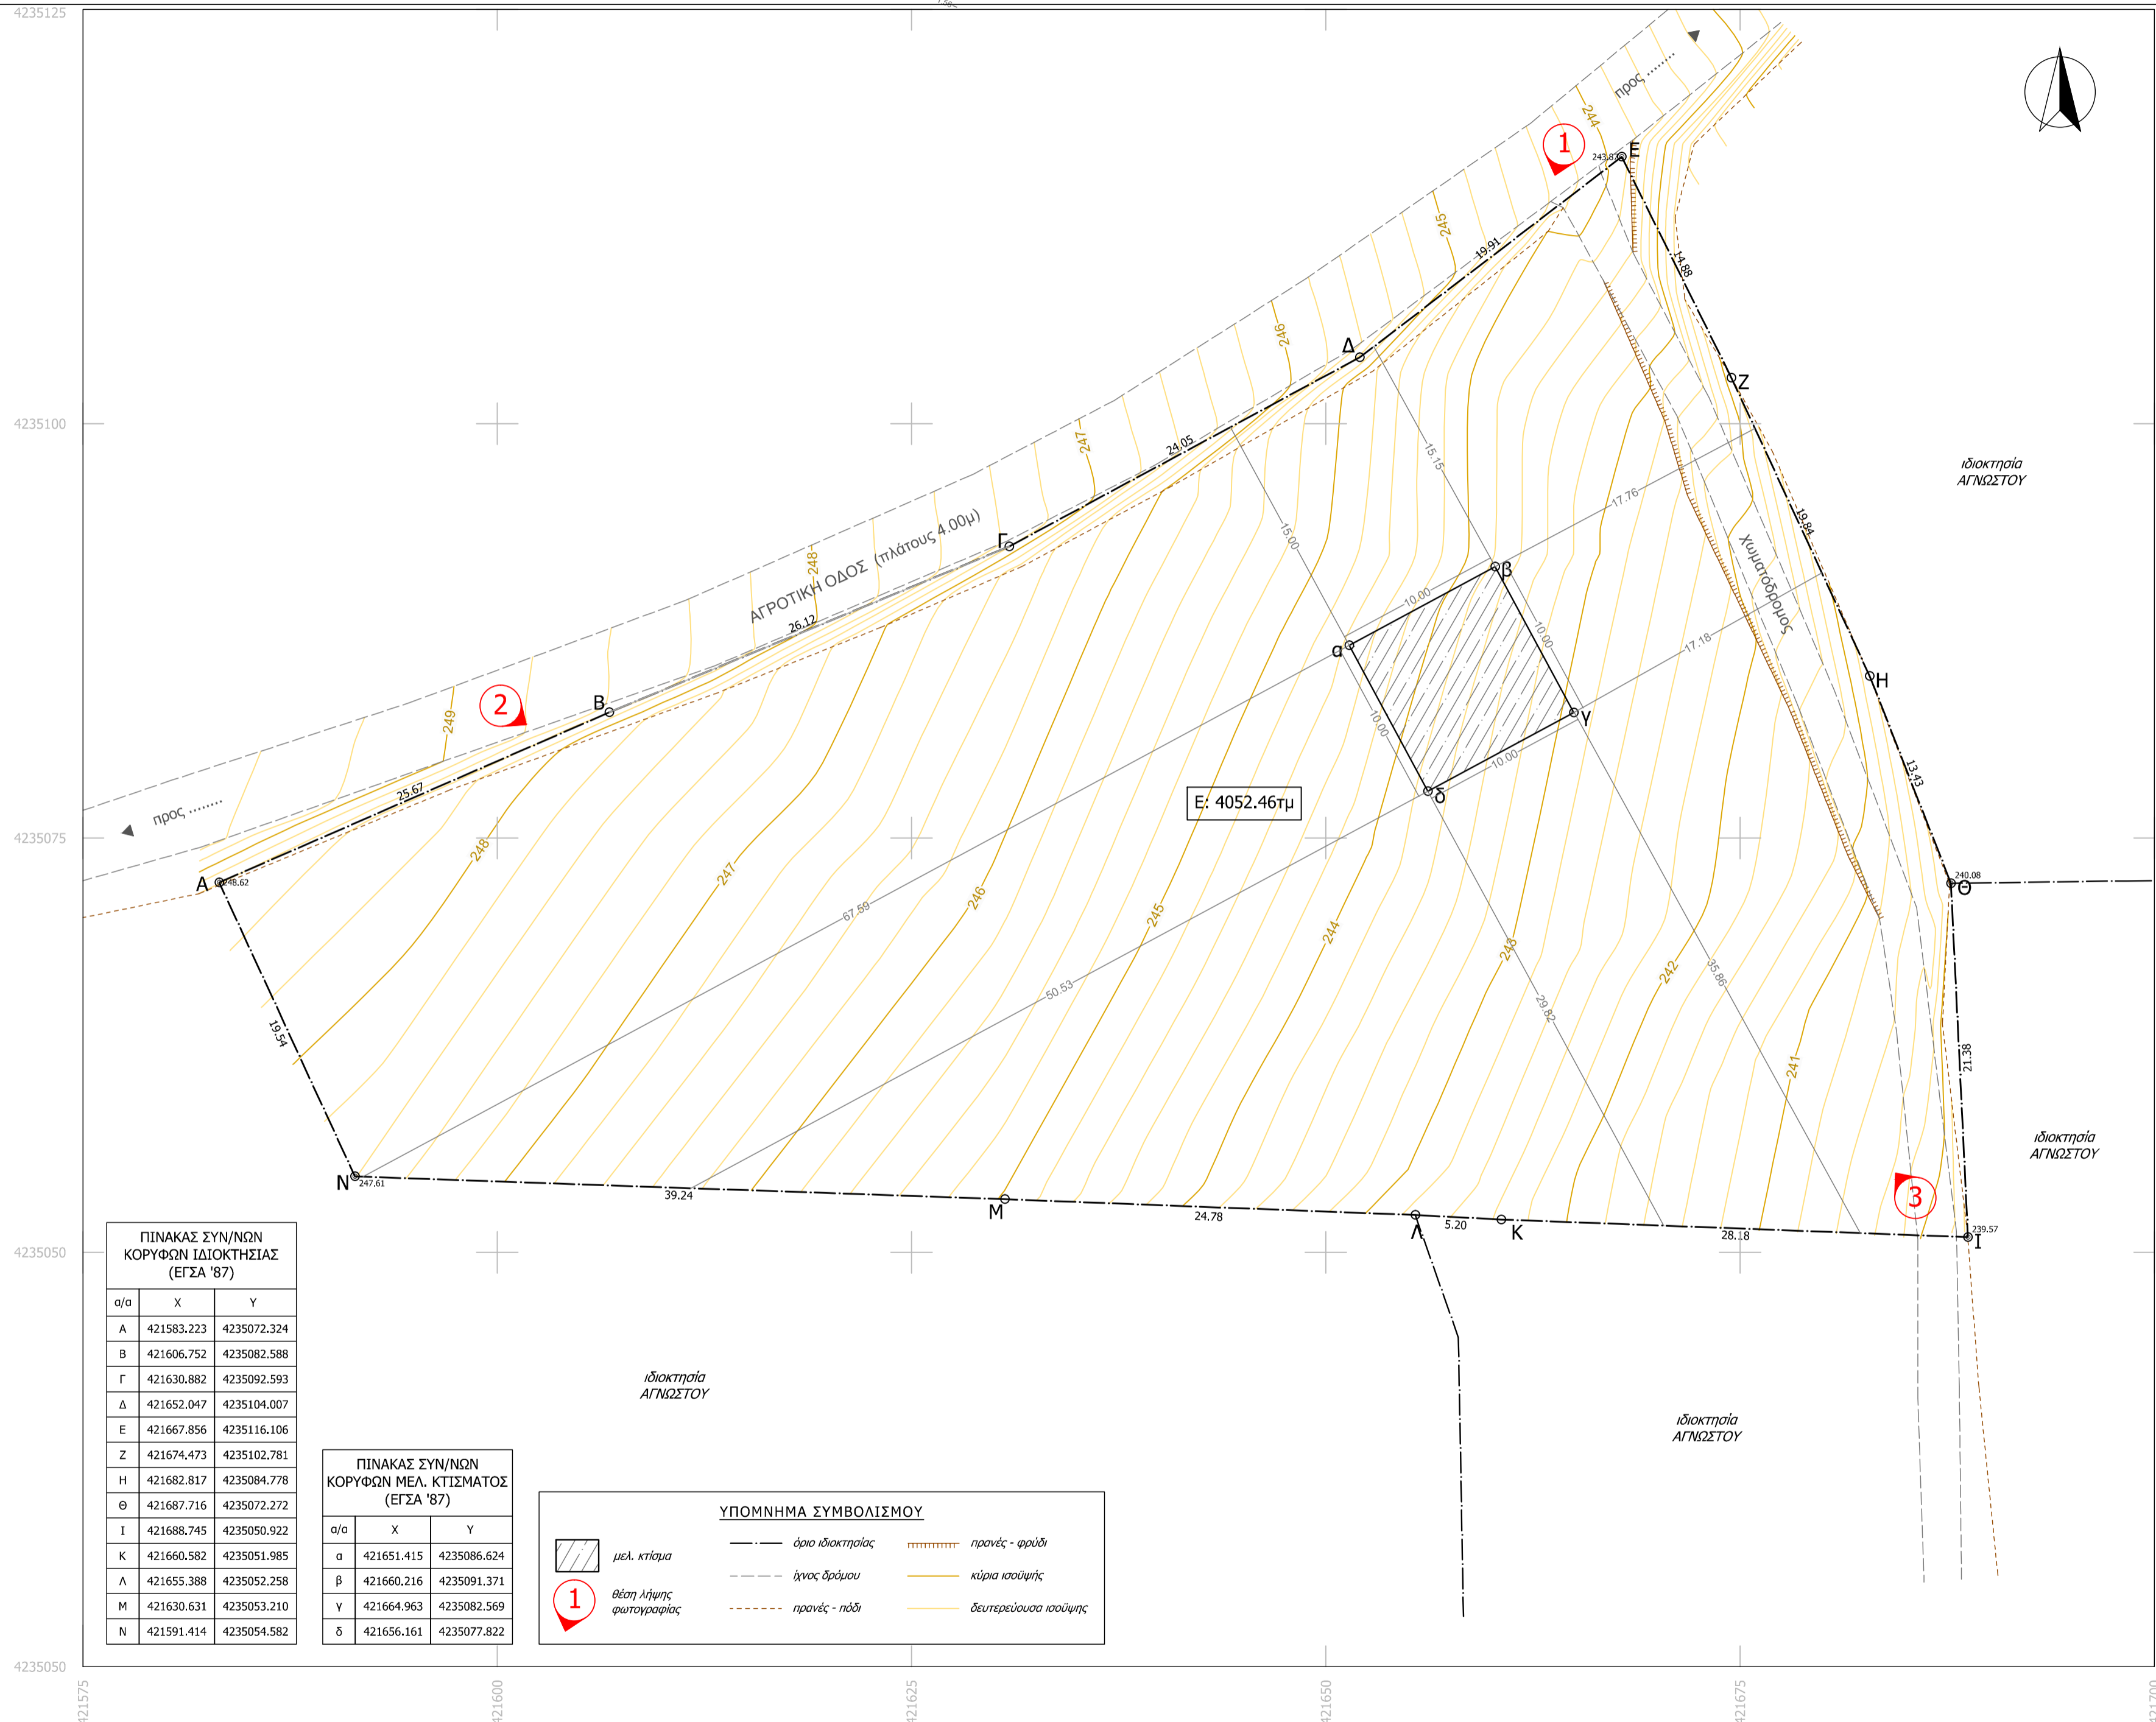 4235125
4235100
4235075
4235050
4235050
421575
421600
421625
421650
421675
421700
προς ........
1
244
243.83
E
245
19.91
14.88
246
Δ
Z
247
24.05
15.15
ιδιοκτησία
ΑΓΝΩΣΤΟΥ
17.76
19.84
ΑΓΡΟΤΙΚΗ ΟΔΟΣ (πλάτους 4.00μ)
Γ
15.00
248
β
Χωματόδρομος
10.00
26.12
10.00
α
17.18
H
2
249
B
10.00
γ
10.00
13.43
25.67
E: 4052.46τμ
δ
προς ........
248
247
A
248.62
240.08
Θ
246
245
67.59
244
243
242
35.86
50.53
29.82
19.54
21.38
241
ιδιοκτησία
ΑΓΝΩΣΤΟΥ
N
247.61
39.24
M
24.78
Λ
5.20
K
28.18
3
239.57
I
ιδιοκτησία
ΑΓΝΩΣΤΟΥ
ιδιοκτησία
ΑΓΝΩΣΤΟΥ
ΠΙΝΑΚΑΣ ΣΥΝ/ΝΩΝ
ΚΟΡΥΦΩΝ ΙΔΙΟΚΤΗΣΙΑΣ
(ΕΓΣΑ '87)
α/α X Y
A 421583.223 4235072.324
B 421606.752 4235082.588
Γ 421630.882 4235092.593
Δ 421652.047 4235104.007
E 421667.856 4235116.106
Z 421674.473 4235102.781
H 421682.817 4235084.778
Θ 421687.716 4235072.272
I 421688.745 4235050.922
K 421660.582 4235051.985
Λ 421655.388 4235052.258
M 421630.631 4235053.210
N 421591.414 4235054.582
ΠΙΝΑΚΑΣ ΣΥΝ/ΝΩΝ
ΚΟΡΥΦΩΝ ΜΕΛ. ΚΤΙΣΜΑΤΟΣ
(ΕΓΣΑ '87)
α/α X Y
α 421651.415 4235086.624
β 421660.216 4235091.371
γ 421664.963 4235082.569
δ 421656.161 4235077.822
ΥΠΟΜΝΗΜΑ ΣΥΜΒΟΛΙΣΜΟΥ
μελ. κτίσμα
όριο ιδιοκτησίας
πρανές - φρύδι
1
θέση λήψης
φωτογραφίας
ίχνος δρόμου
κύρια ισοϋψής
πρανές - πόδι
δευτερεύουσα ισοϋψης